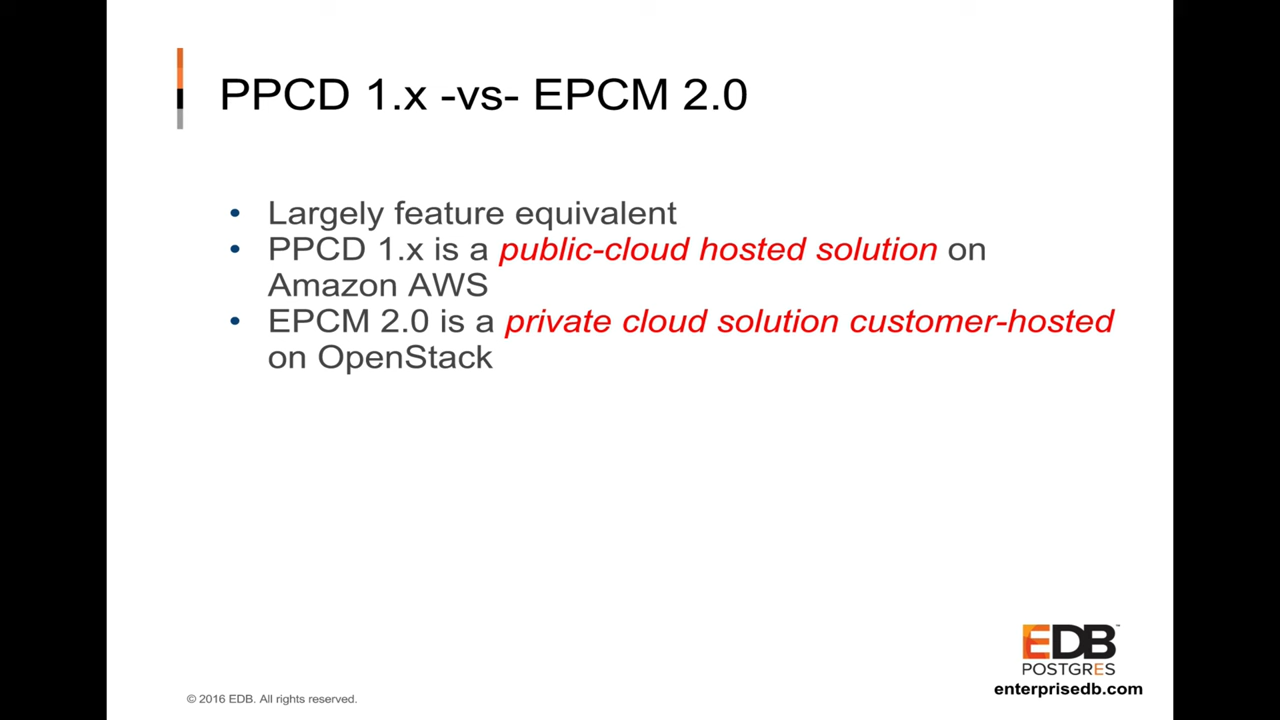 PPCD 1.x -vs- EPCM 2.0
• Largely feature equivalent
• PPCD 1.x is a public-cloud hosted solution on
Amazon AWS
• EPCM 2.0 is a private cloud solution customer-hosted
on OpenStack
EDB™
POSTGRES
enterprisedb.com
© 2016 EDB. All rights reserved.